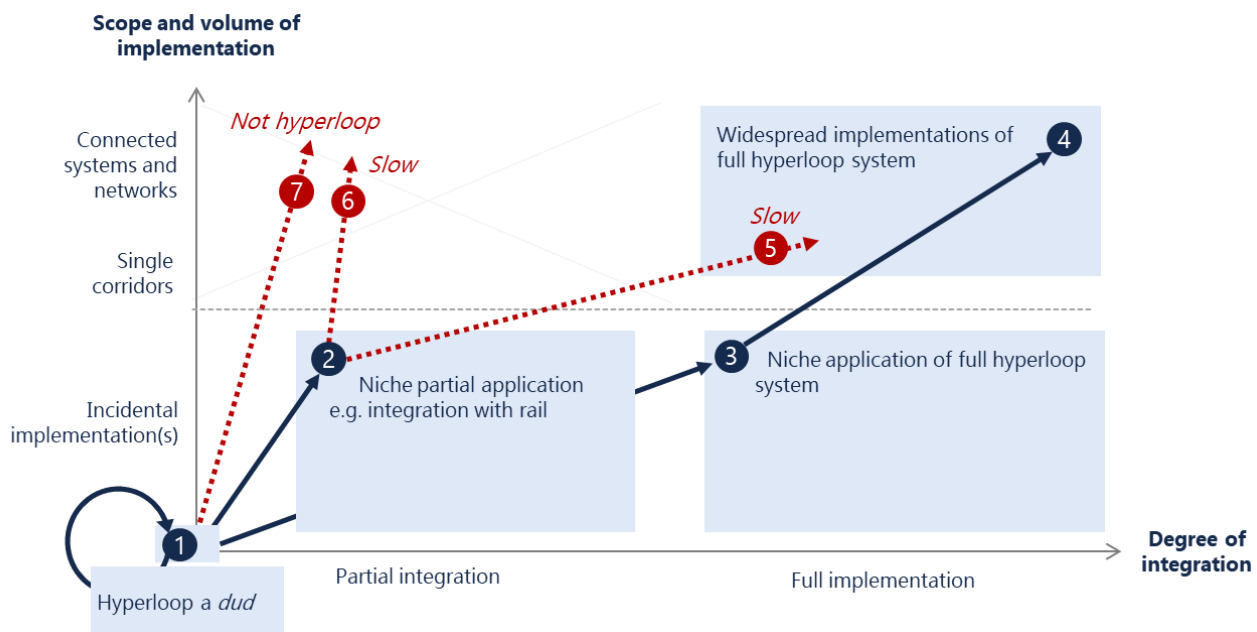 Scope and volume of
implementation
Connected
systems and
networks
Not hyperloop
Slow
7
6
Widespread implementations of
full hyperloop system
4
Slow
5
Single
corridors
2
Niche partial application
e.g. integration with rail
3
Niche application of full hyperloop
system
Incidental
implementation(s)
1
Hyperloop a dud
Partial integration
Full implementation
Degree of
integration